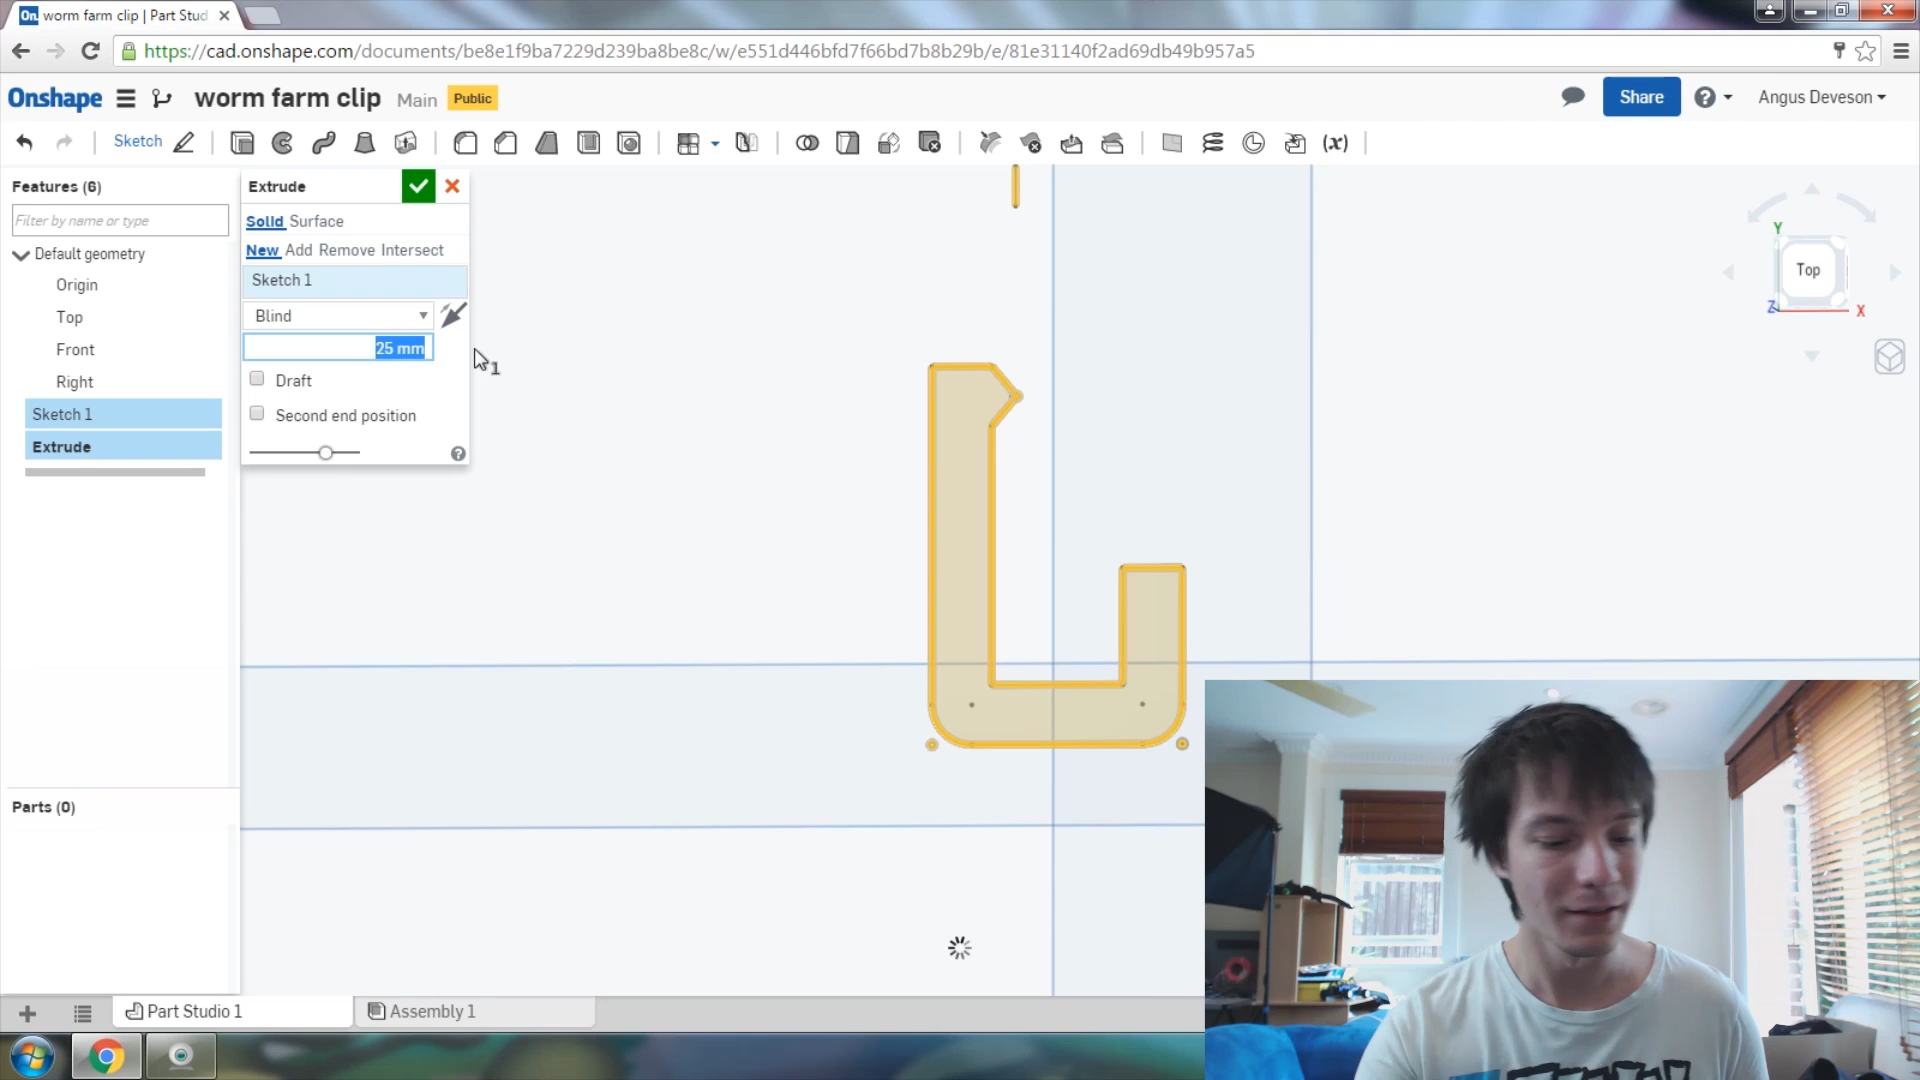 On worm farm clip | Part Stud
https://cad.onshape.com/documents/be8e1f9ba7229d239ba8be8c/w/e551d446bfd7f66bd7b8b29b/e/81e31140f2ad69db49b957a5
Onshape worm farm clip Main Public Share Angus Deveson
Sketch (x)
Features (6)
Filter by name or type
Default geometry
Origin
Top
Front
Right
Sketch 1
Extrude
Extrude
Solid Surface
New Add Remove Intersect
Sketch 1
Blind
25 mm
Draft
Second end position
1
Y
Top
Z
X
Parts (0)
Part Studio 1
Assembly 1